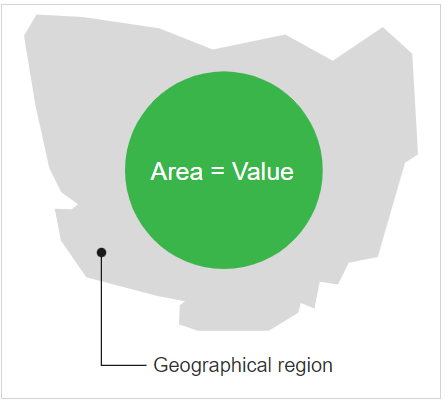 Area = Value
Geographical region